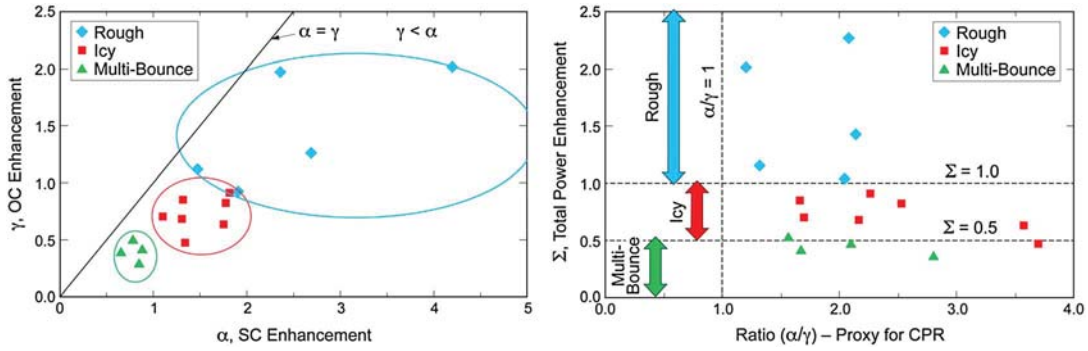 2.5
2.0
1.5
1.0
0.5
0.0
γ, OC Enhancement
Rough
Icy
Multi-Bounce
α = γ
γ < α
0 1 2 3 4 5
α, SC Enhancement
2.5
2.0
1.5
1.0
0.5
0.0
Σ, Total Power Enhancement
Rough
Icy
Multi-
Bounce
α/γ = 1
Rough
Icy
Multi-Bounce
Σ = 1.0
Σ = 0.5
0.0 1.0 2.0 3.0 4.0
Ratio (α/γ) – Proxy for CPR